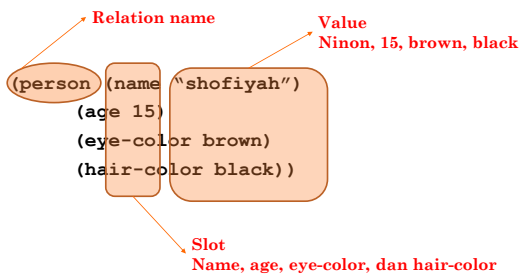 Relation name
Value
Ninon, 15, brown, black
(person (name “shofiyah”)
(age 15)
(eye-color brown)
(hair-color black))
Slot
Name, age, eye-color, dan hair-color